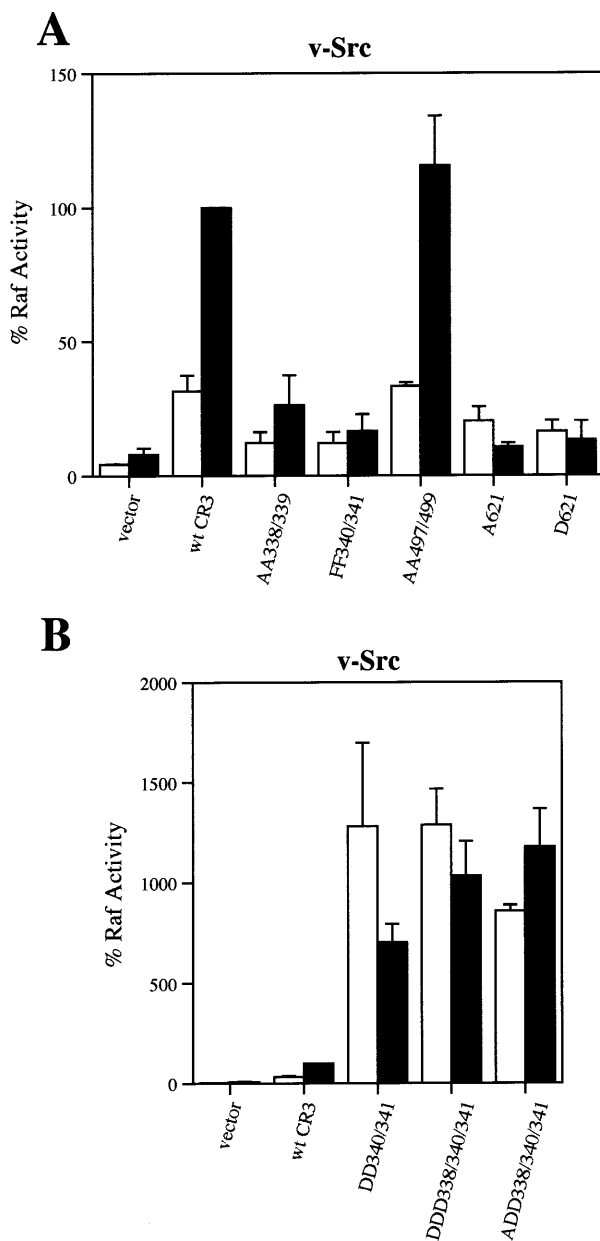 A
v-Src
150
100
50
0
% Raf Activity
vector
wt CR3
AA338/339
FF340/341
AA497/499
A621
D621
B
v-Src
2000
1500
1000
500
0
% Raf Activity
vector
wt CR3
DD340/341
DDD338/340/341
ADD338/340/341